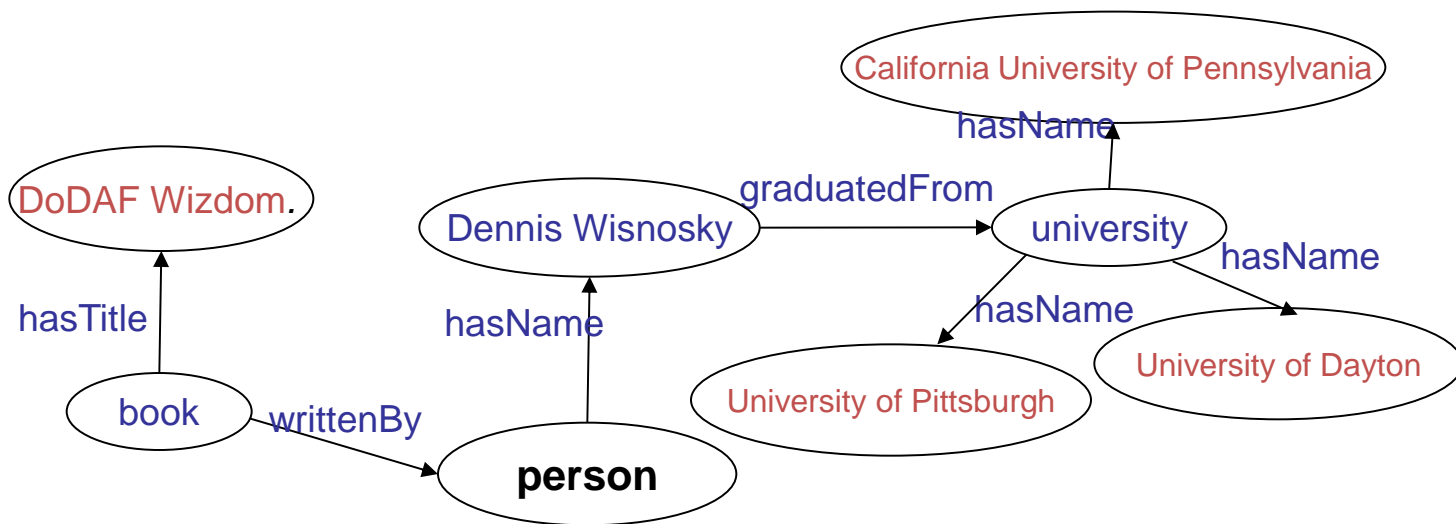 California University of Pennsylvania
hasName
DoDAF Wizdom.
graduatedFrom
Dennis Wisnosky
university
hasName
hasTitle
hasName
hasName
University of Dayton
book
writtenBy
University of Pittsburgh
person